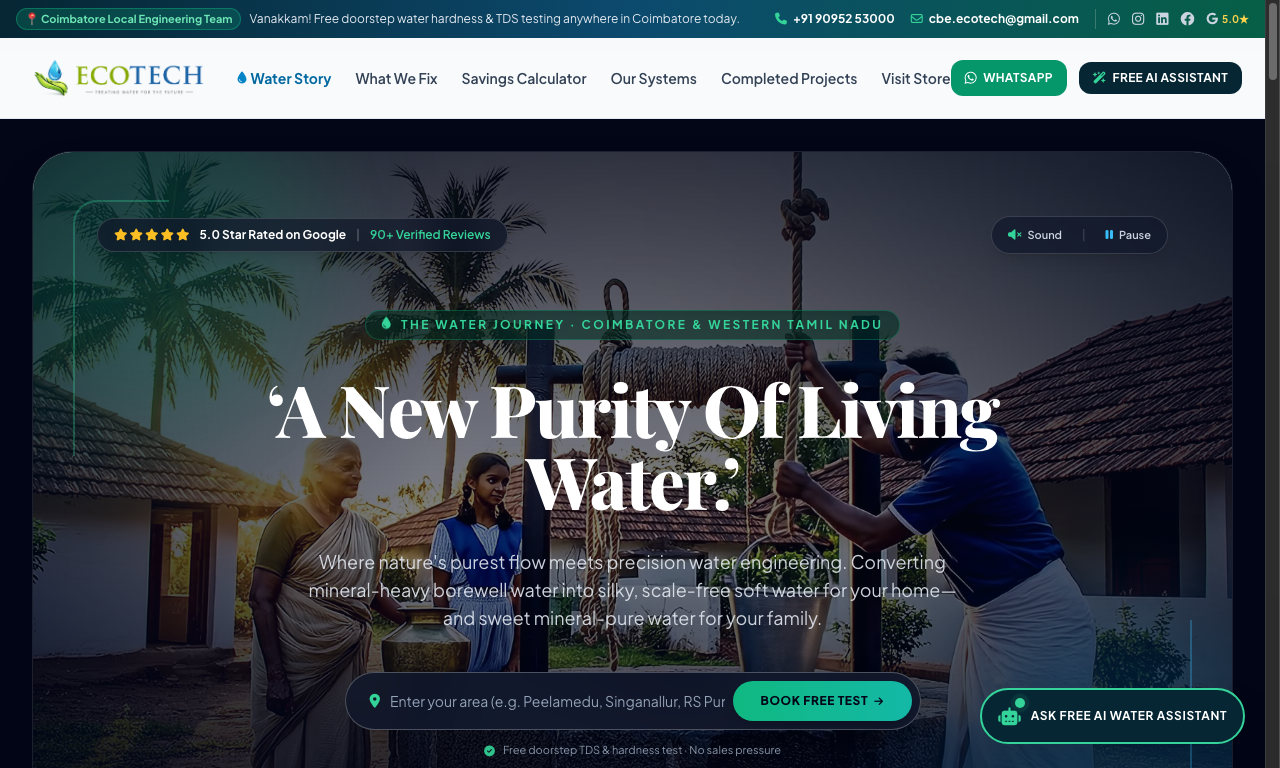 📍 Coimbatore Local Engineering Team Vanakkam! Free doorstep water hardness & TDS testing anywhere in Coimbatore today. +91 90952 53000 cbe.ecotech@gmail.com 5.0★
ECOTECH
TREATING WATER FOR THE FUTURE
Water Story What We Fix Savings Calculator Our Systems Completed Projects Visit Store WHATSAPP FREE AI ASSISTANT
5.0 Star Rated on Google | 90+ Verified Reviews
Sound | Pause
THE WATER JOURNEY · COIMBATORE & WESTERN TAMIL NADU
‘A New Purity Of Living
Water.’
Where nature's purest flow meets precision water engineering. Converting
mineral-heavy borewell water into silky, scale-free soft water for your home—
and sweet mineral-pure water for your family.
Enter your area (e.g. Peelamedu, Singanallur, RS Pur BOOK FREE TEST →
Free doorstep TDS & hardness test · No sales pressure
ASK FREE AI WATER ASSISTANT